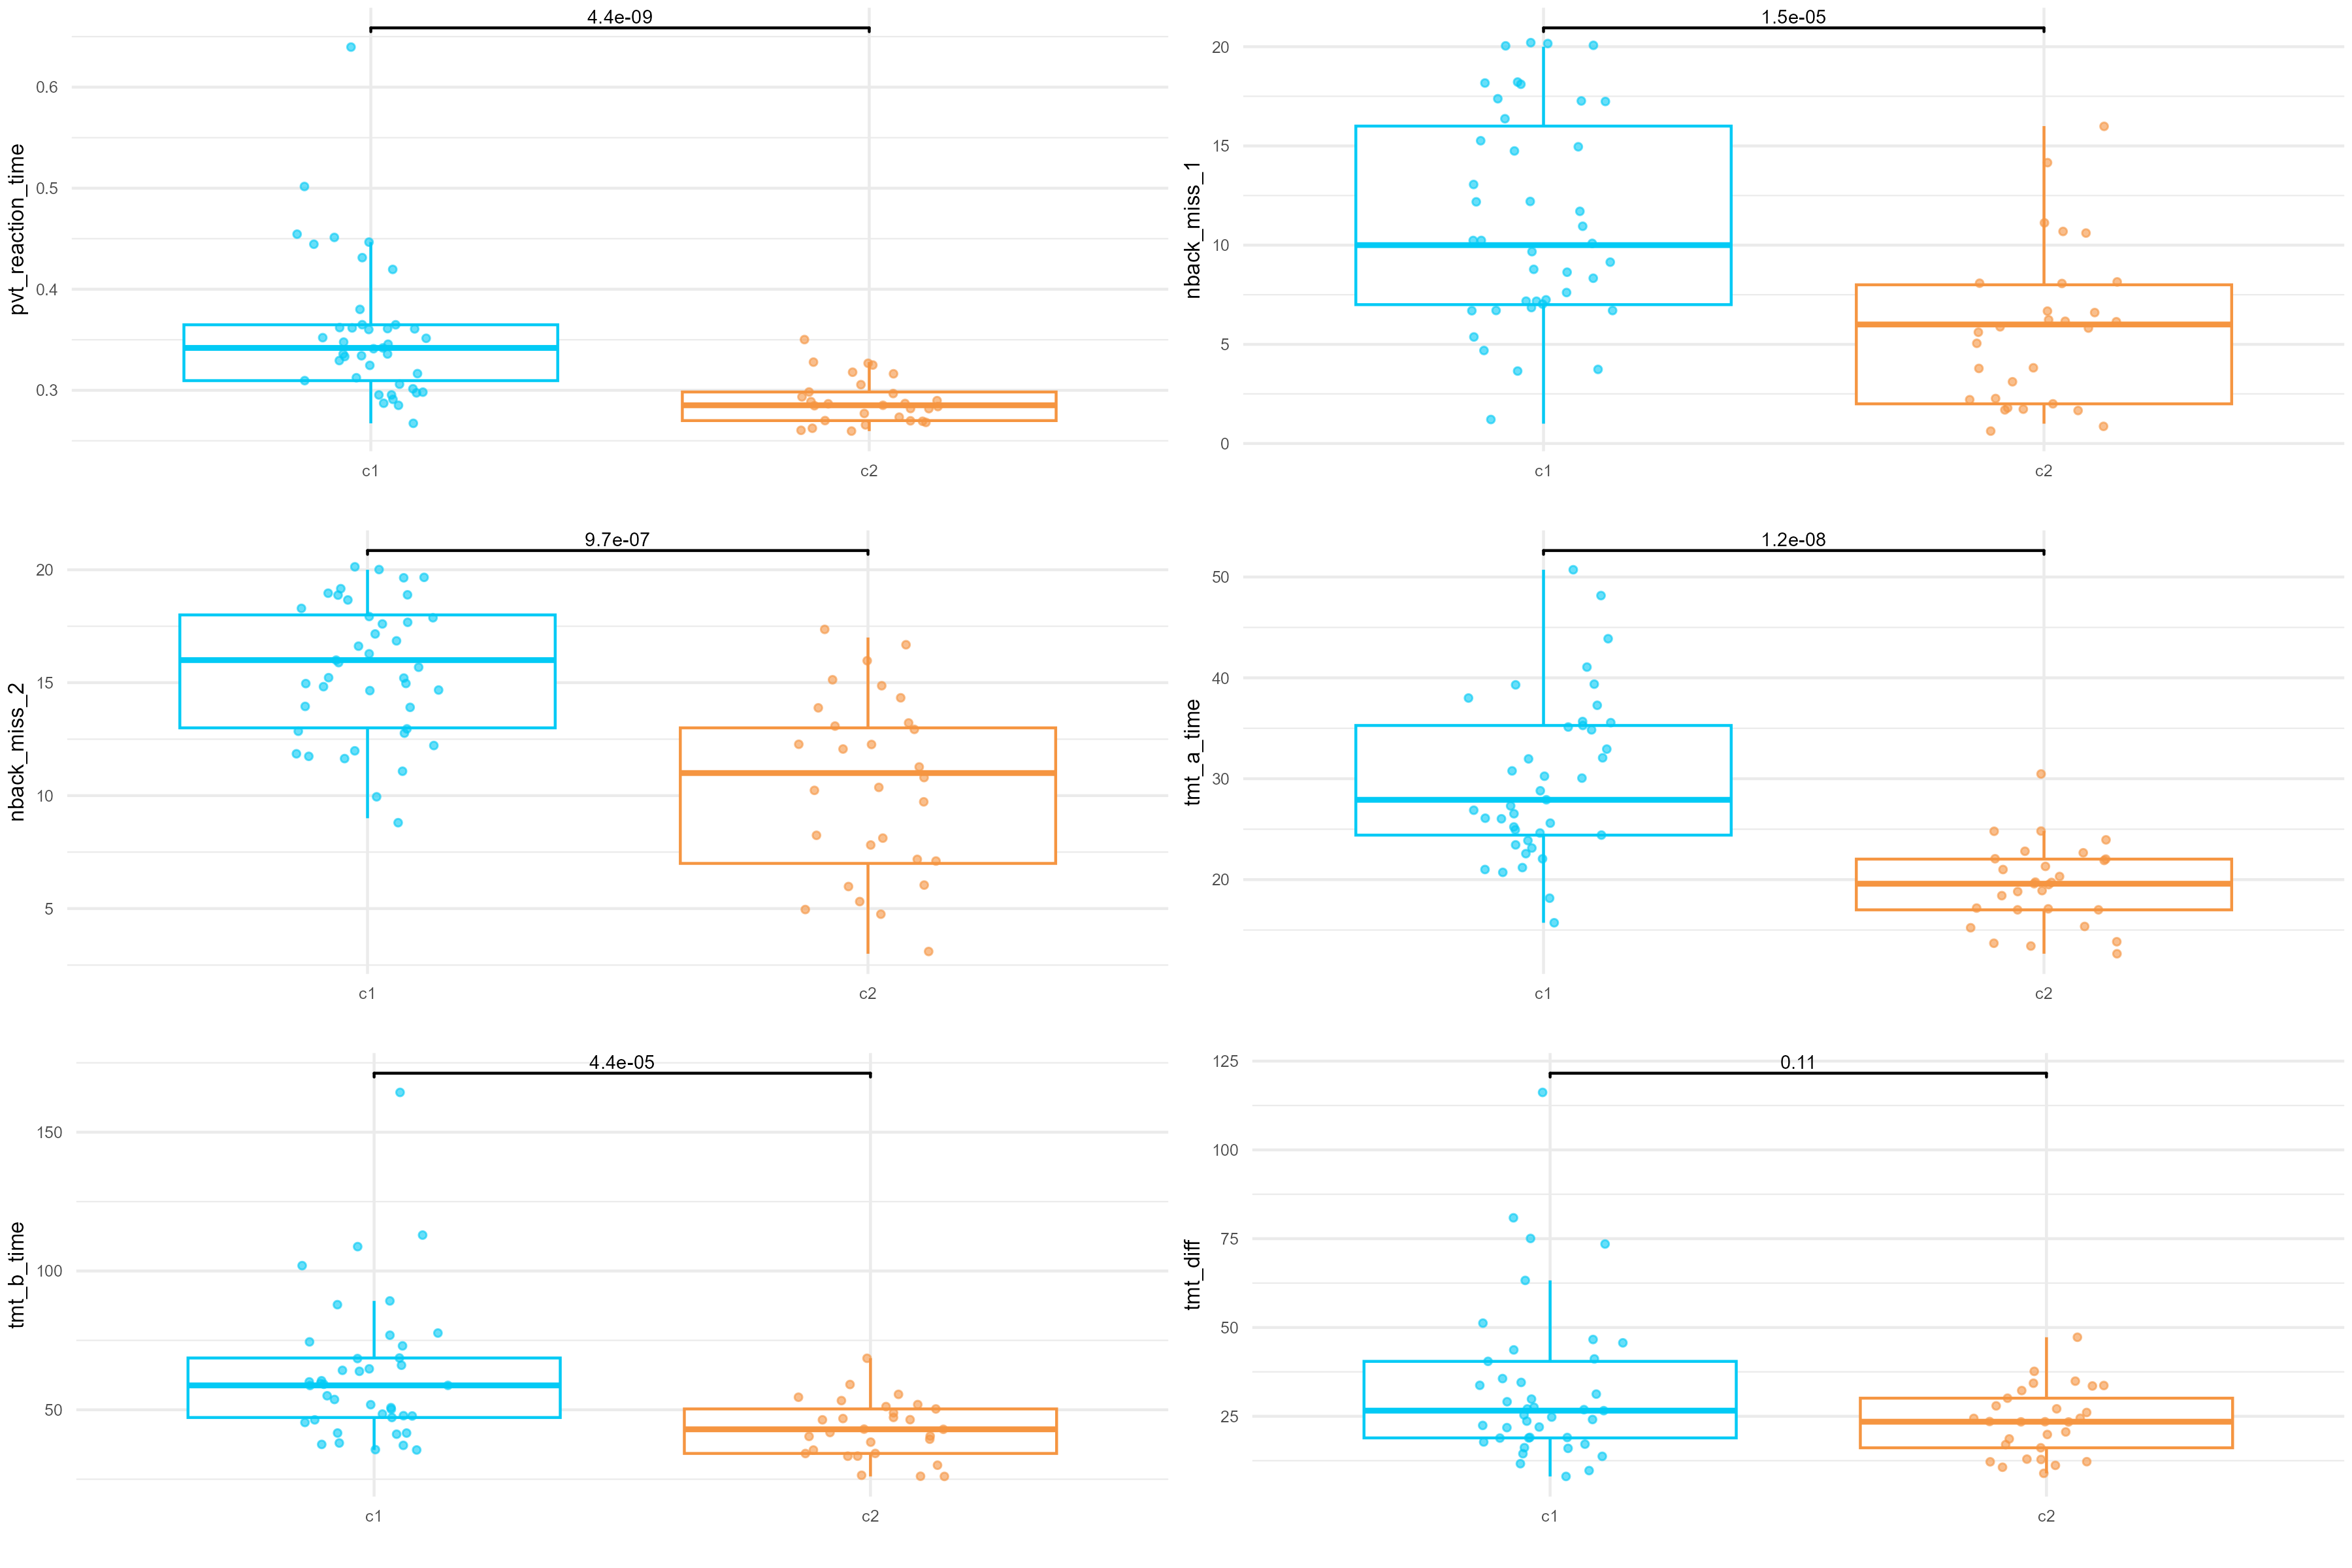 4.4e-09
pvt_reaction_time
0.6
0.5
0.4
0.3
c1 c2
1.5e-05
nback_miss_1
20
15
10
5
0
c1 c2
9.7e-07
nback_miss_2
20
15
10
5
c1 c2
1.2e-08
tmt_a_time
50
40
30
20
c1 c2
4.4e-05
tmt_b_time
150
100
50
c1 c2
0.11
tmt_diff
125
100
75
50
25
c1 c2